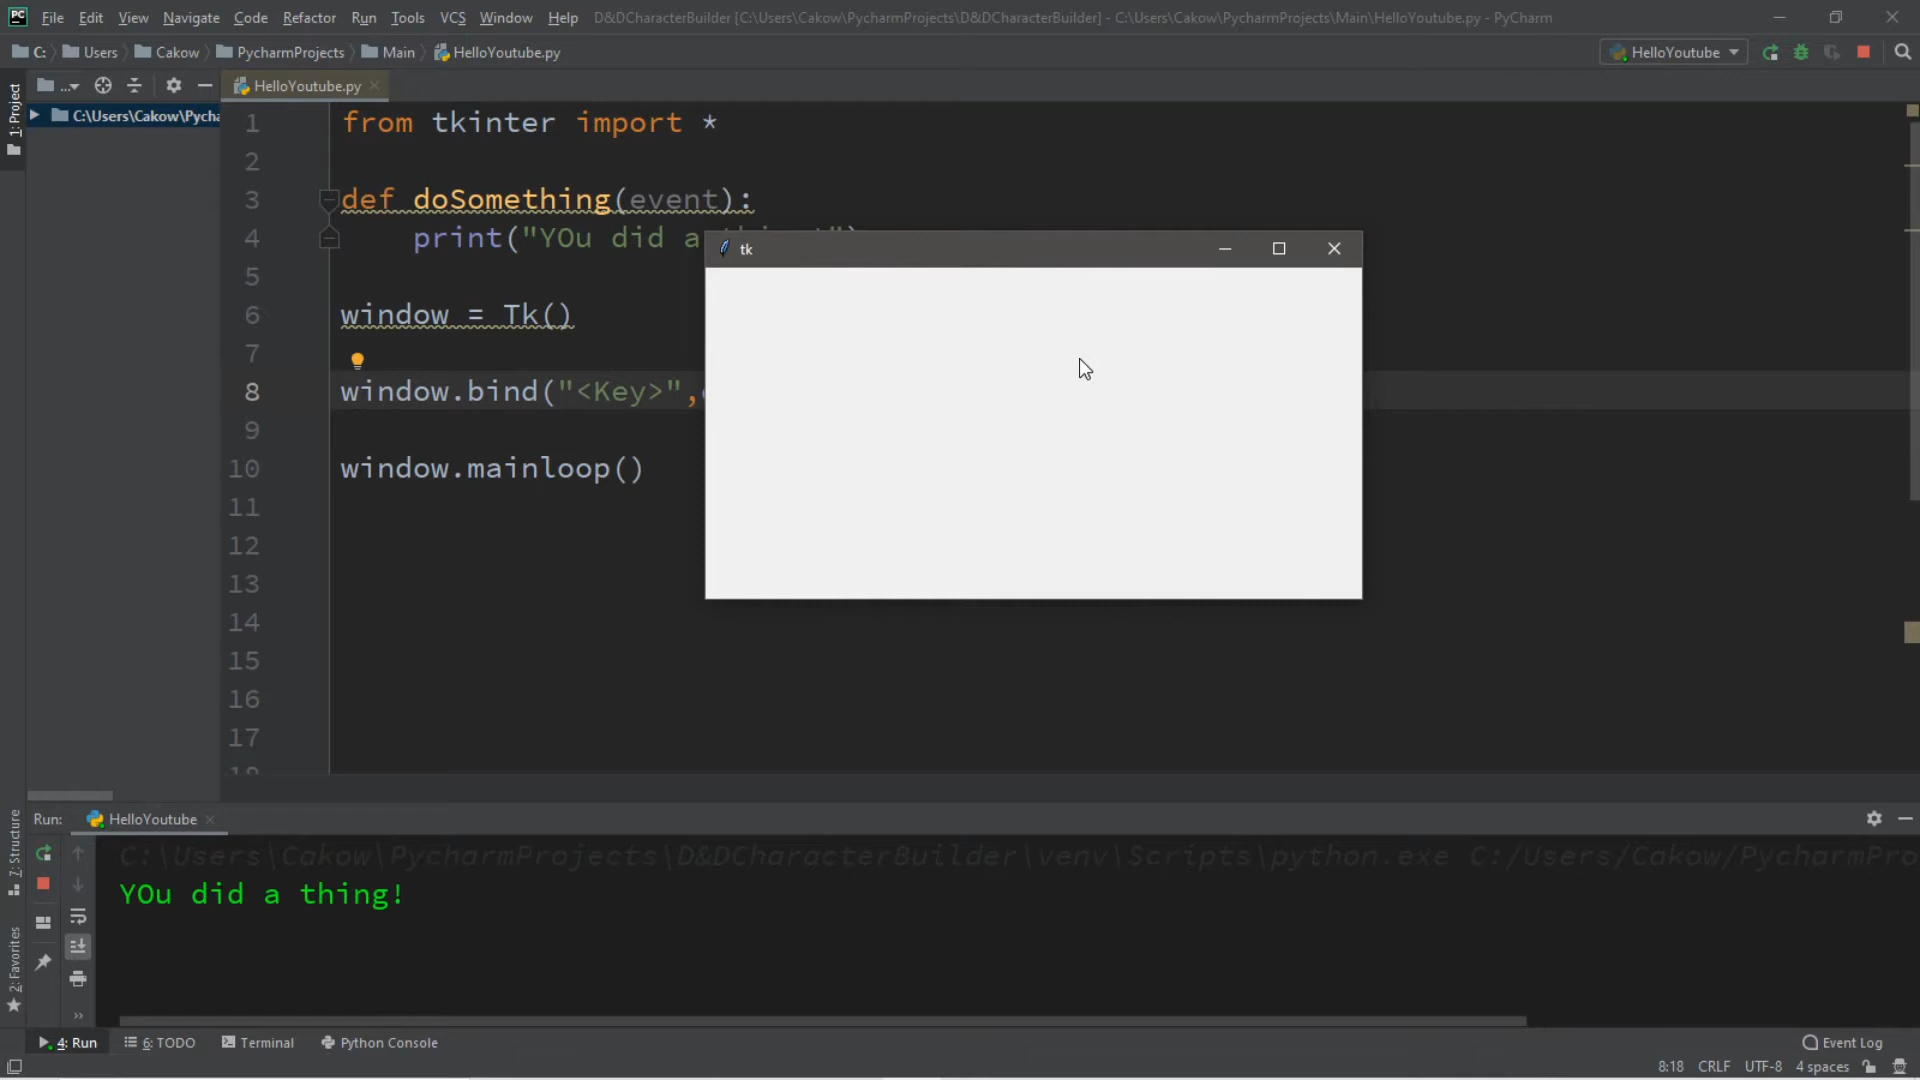 PC File Edit View Navigate Code Refactor Run Tools VCS Window Help D&DCharacterBuilder [C:\Users\Cakow\PycharmProjects\D&DCharacterBuilder] - C:\Users\Cakow\PycharmProjects\Main\HelloYoutube.py - PyCharm
C: Users Cakow PycharmProjects Main HelloYoutube.py HelloYoutube
1: Project
... HelloYoutube.py
C:\Users\Cakow\Pycha
1 from tkinter import *
2
3 def doSomething(event):
4 print("YOu did a
tk
5
6 window = Tk()
7
8 window.bind("<Key>",
9
10 window.mainloop()
11
12
13
14
15
16
17
18
7: Structure
2: Favorites
Run: HelloYoutube
C:\Users\Cakow\PycharmProjects\D&DCharacterBuilder\venv\Scripts\python.exe C:/Users/Cakow/PycharmPro
YOu did a thing!
4: Run 6: TODO Terminal Python Console Event Log
8:18 CRLF UTF-8 4 spaces